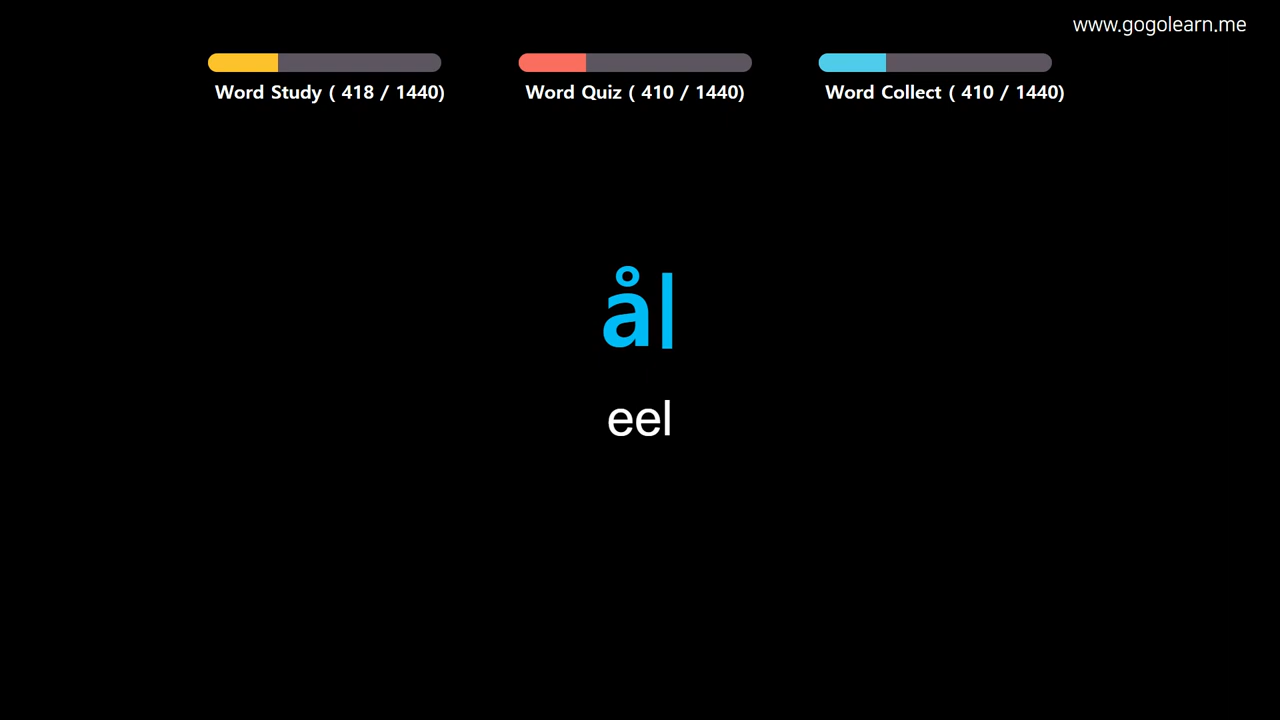 www.gogolearn.me
Word Study ( 418 / 1440)
Word Quiz ( 410 / 1440)
Word Collect ( 410 / 1440)
ål
eel